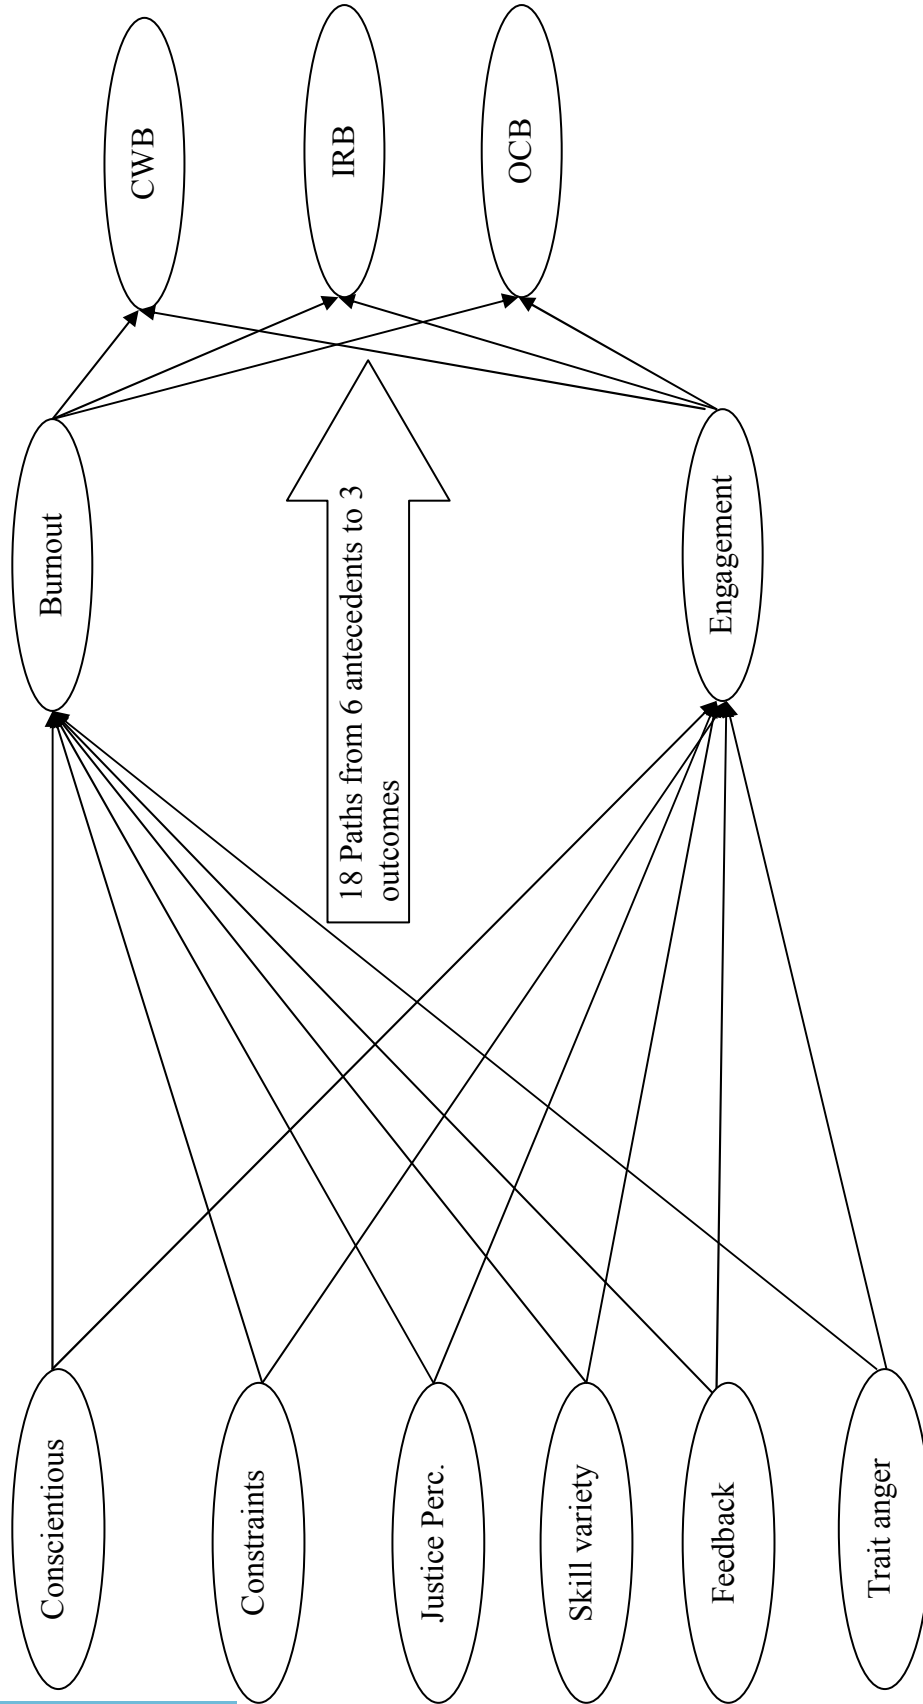 Conscientious
Constraints
Justice Perc.
Skill variety
Feedback
Trait anger
Burnout
18 Paths from 6 antecedents to 3
outcomes
Engagement
CWB
IRB
OCB